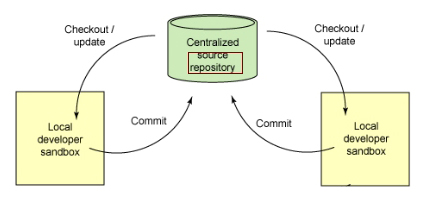 Checkout /
update
Centralized
source
repository
Checkout /
update
Commit
Commit
Local
developer
sandbox
Local
developer
sandbox